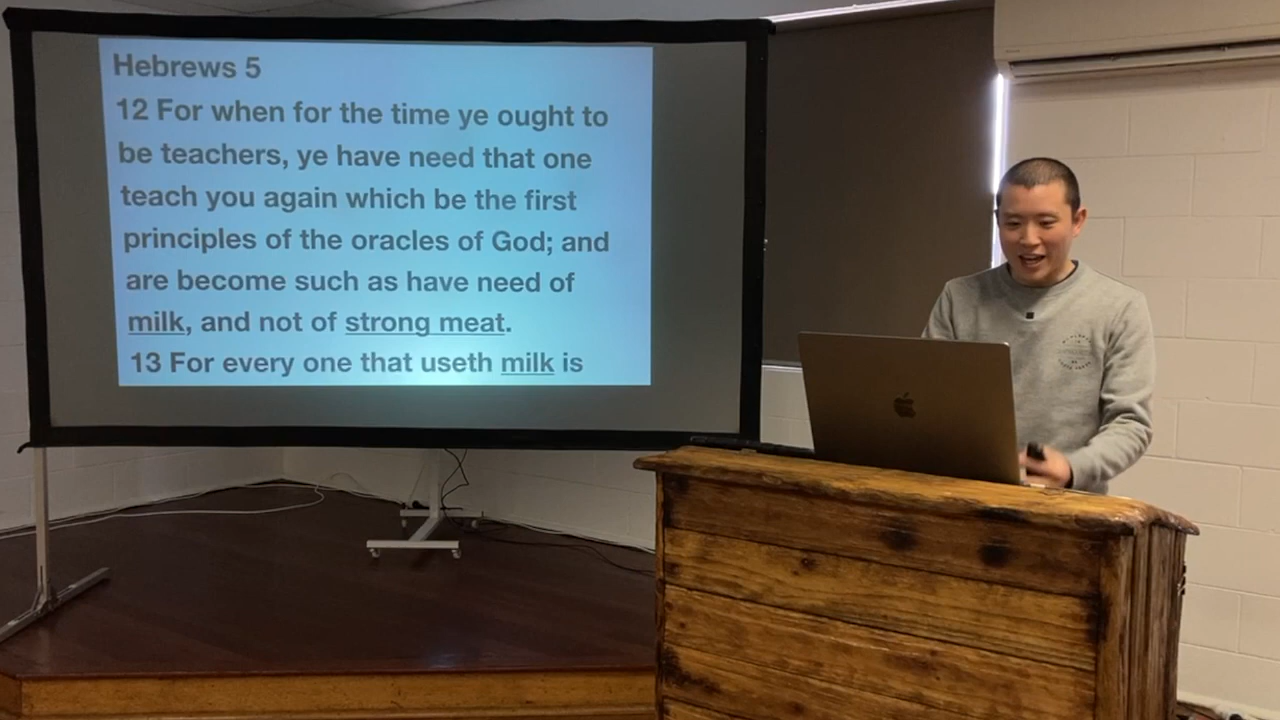 Hebrews 5
12 For when for the time ye ought to
be teachers, ye have need that one
teach you again which be the first
principles of the oracles of God; and
are become such as have need of
milk, and not of strong meat.
13 For every one that useth milk is